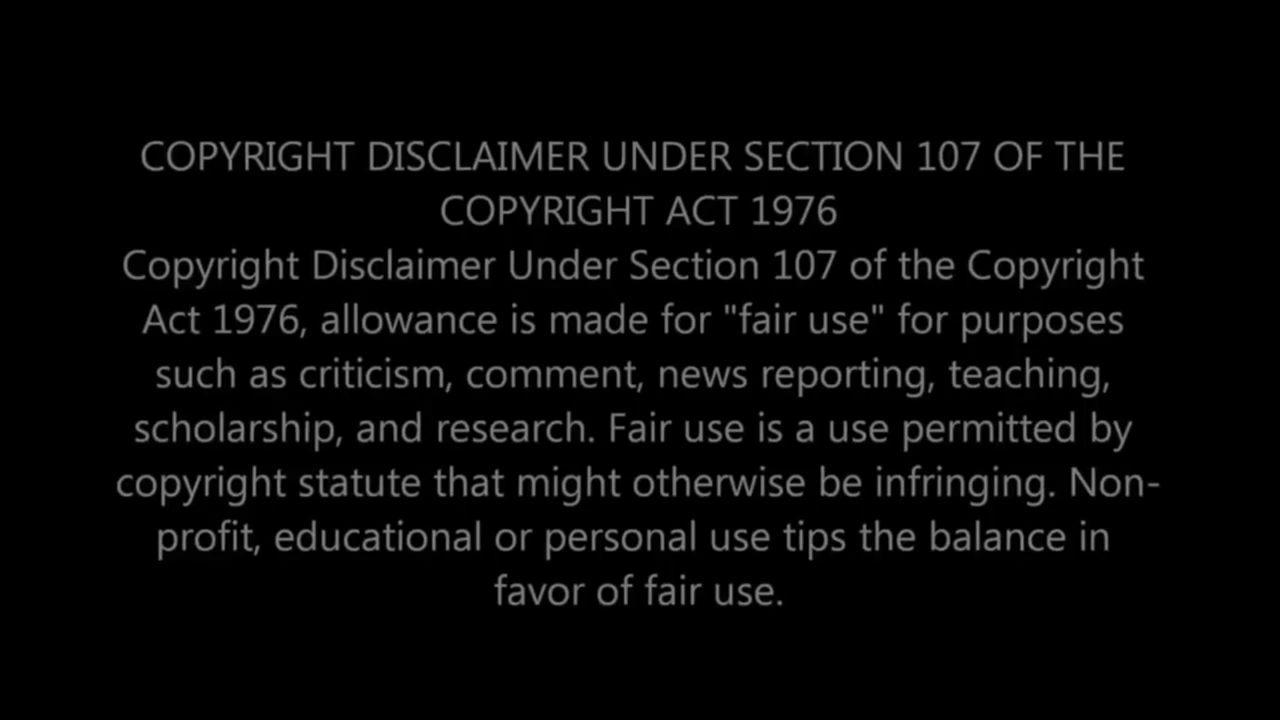 COPYRIGHT DISCLAIMER UNDER SECTION 107 OF THE
COPYRIGHT ACT 1976
Copyright Disclaimer Under Section 107 of the Copyright
Act 1976, allowance is made for "fair use" for purposes
such as criticism, comment, news reporting, teaching,
scholarship, and research. Fair use is a use permitted by
copyright statute that might otherwise be infringing. Non-
profit, educational or personal use tips the balance in
favor of fair use.